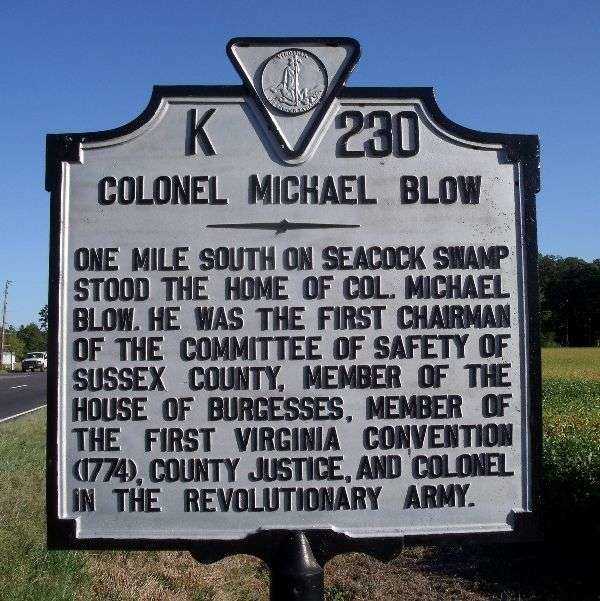 K 230
COLONEL MICHAEL BLOW
ONE MILE SOUTH ON SEACOCK SWAMP
STOOD THE HOME OF COL. MICHAEL
BLOW. HE WAS THE FIRST CHAIRMAN
OF THE COMMITTEE OF SAFETY OF
SUSSEX COUNTY, MEMBER OF THE
HOUSE OF BURGESSES, MEMBER OF
THE FIRST VIRGINIA CONVENTION
(1774), COUNTY JUSTICE, AND COLONEL
IN THE REVOLUTIONARY ARMY.